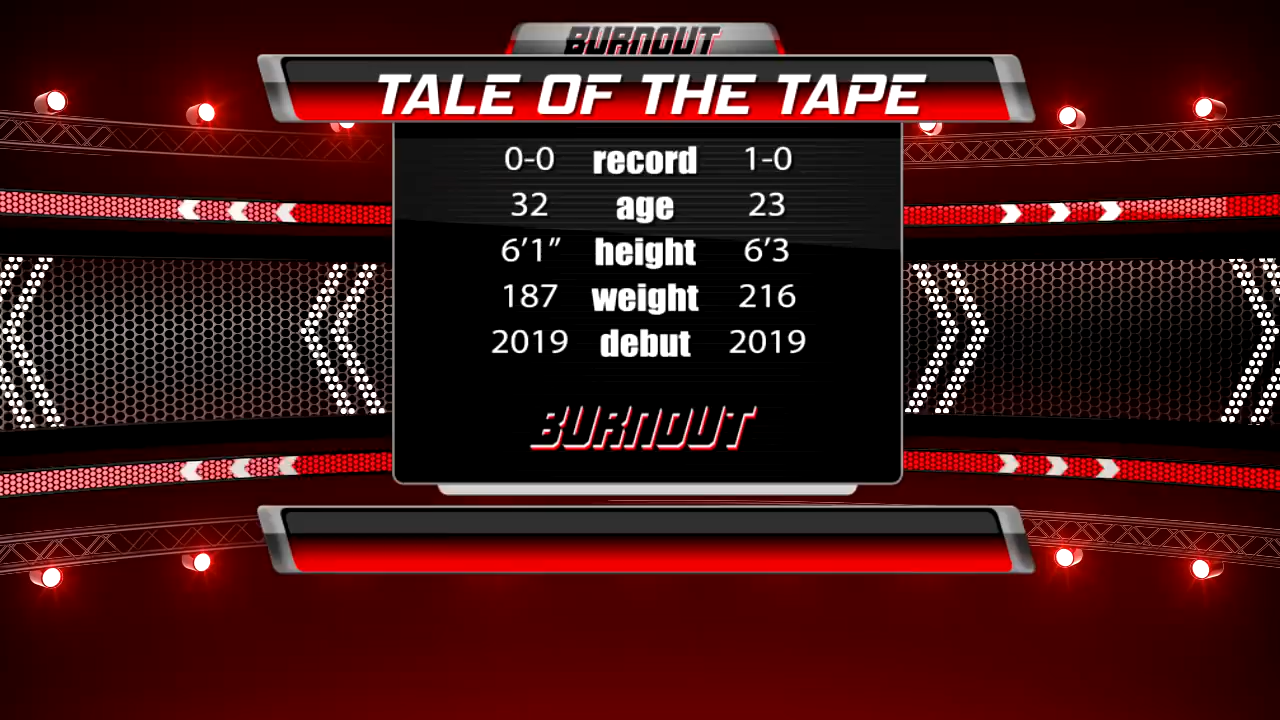 BURNOUT
TALE OF THE TAPE
0-0 record 1-0
32 age 23
6’1” height 6’3
187 weight 216
2019 debut 2019
BURNOUT